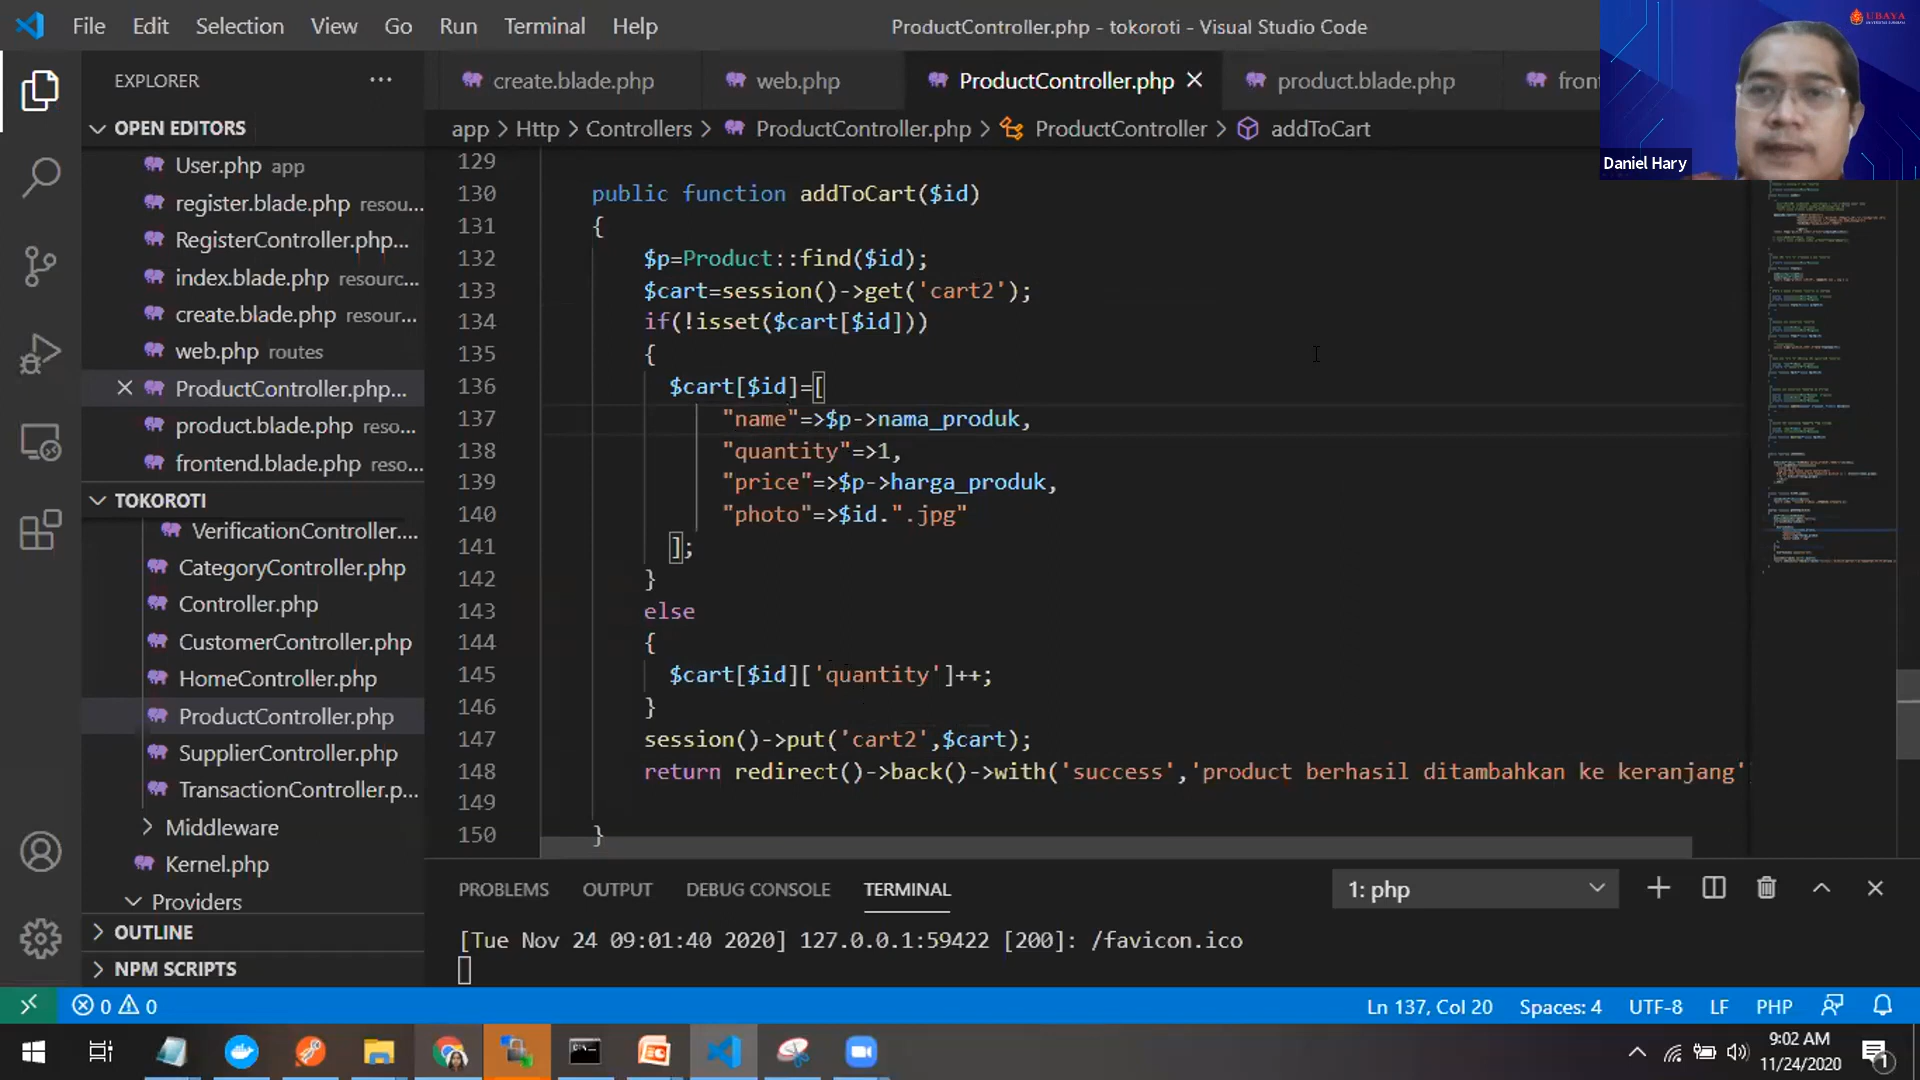 File Edit Selection View Go Run Terminal Help
ProductController.php - tokoroti - Visual Studio Code
UBAYA
Daniel Hary
EXPLORER
create.blade.php
web.php
ProductController.php
product.blade.php
OPEN EDITORS
app > Http > Controllers > ProductController.php > ProductController > addToCart
User.php app
register.blade.php resou...
RegisterController.php...
index.blade.php resourc...
create.blade.php resour...
web.php routes
ProductController.php...
product.blade.php reso...
frontend.blade.php reso...
TOKOROTI
VerificationController....
CategoryController.php
Controller.php
CustomerController.php
HomeController.php
ProductController.php
SupplierController.php
TransactionController.p...
Middleware
Kernel.php
Providers
OUTLINE
NPM SCRIPTS
129
130 public function addToCart($id)
131 {
132 $p=Product::find($id);
133 $cart=session()->get('cart2');
134 if(!isset($cart[$id]))
135 {
136 $cart[$id]=[
137 "name"=>$p->nama_produk,
138 "quantity"=>1,
139 "price"=>$p->harga_produk,
140 "photo"=>$id.".jpg"
141 ];
142 }
143 else
144 {
145 $cart[$id]['quantity']++;
146 }
147 session()->put('cart2',$cart);
148 return redirect()->back()->with('success','product berhasil ditambahkan ke keranjang'
149
150 }
PROBLEMS OUTPUT DEBUG CONSOLE TERMINAL
1: php
[Tue Nov 24 09:01:40 2020] 127.0.0.1:59422 [200]: /favicon.ico
0 0
Ln 137, Col 20 Spaces: 4 UTF-8 LF PHP
9:02 AM
11/24/2020
1